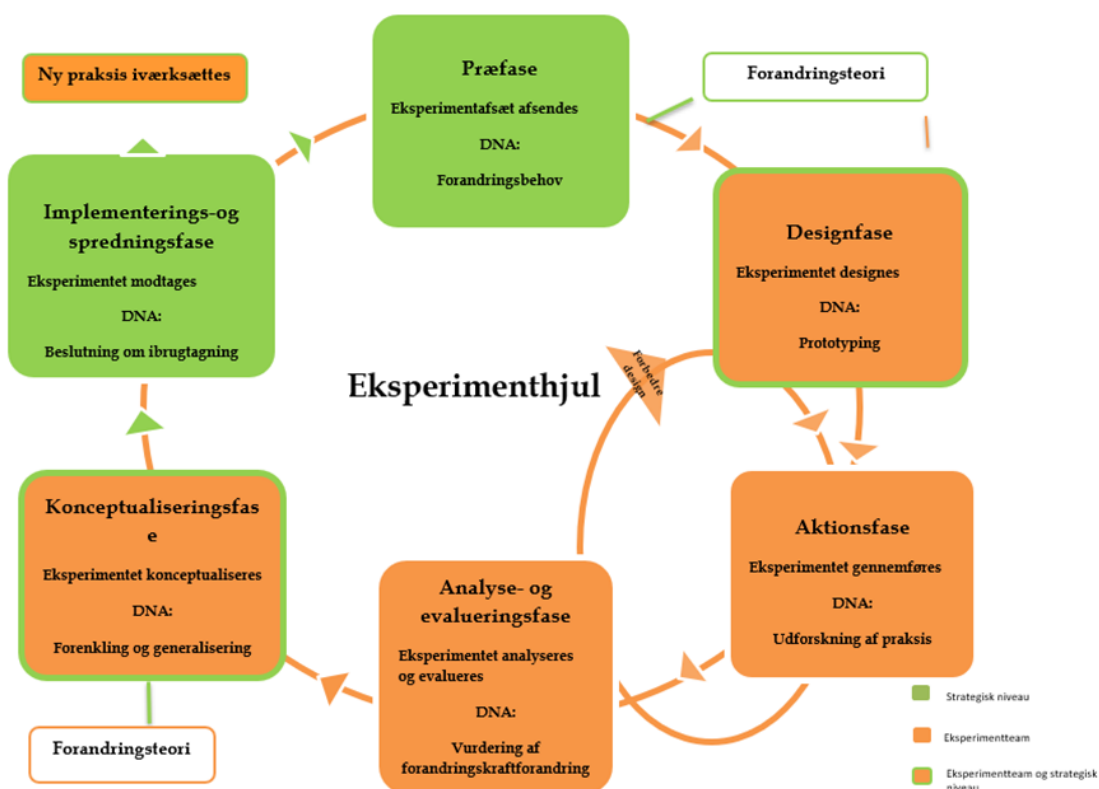 Ny praksis iværksættes
Præfase
Eksperimentafsæt afsendes
DNA:
Forandringsbehov
Forandringsteori
Designfase
Eksperimentet designes
DNA:
Prototyping
Implementerings-og
spredningsfase
Eksperimentet modtages
DNA:
Beslutning om ibrugtagning
Eksperimenthjul
Forbedre
design
Konceptualiseringsfas
e
Eksperimentet konceptualiseres
DNA:
Forenkling og generalisering
Forandringsteori
Analyse- og
evalueringsfase
Eksperimentet analyseres
og evalueres
DNA:
Vurdering af
forandringskraftforandring
Aktionsfase
Eksperimentet gennemføres
DNA:
Udforskning af praksis
Strategisk niveau
Eksperimentteam
Eksperimentteam og strategisk
niveau